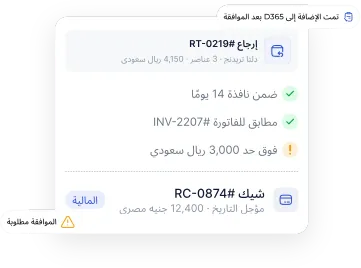 تمت الإضافة إلى D365 بعد الموافقة
إرجاع #RT-0219
دلتا تريدنج · 3 عناصر · 4,150 ريال سعودي
ضمن نافذة 14 يومًا
مطابق للفاتورة #INV-2207
فوق حد 3,000 ريال سعودي
شيك #RC-0874
المالية
مؤجل التاريخ · 12,400 جنيه مصري
الموافقة مطلوبة